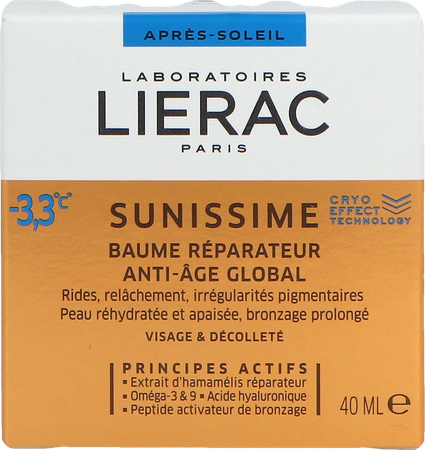 APRÈS-SOLEIL
LABORATOIRES
LIERAC
PARIS
-3,3°C*
SUNISSIME
CRYO
EFFECT
TECHNOLOGY
BAUME RÉPARATEUR
ANTI-ÂGE GLOBAL
Rides, relâchement, irrégularités pigmentaires
Peau réhydratée et apaisée, bronzage prolongé
VISAGE & DÉCOLLETÉ
PRINCIPES ACTIFS
▪ Extrait d'hamamélis réparateur
▪ Oméga-3 & 9 ▪ Acide hyaluronique
▪ Peptide activateur de bronzage
40 ML ℮